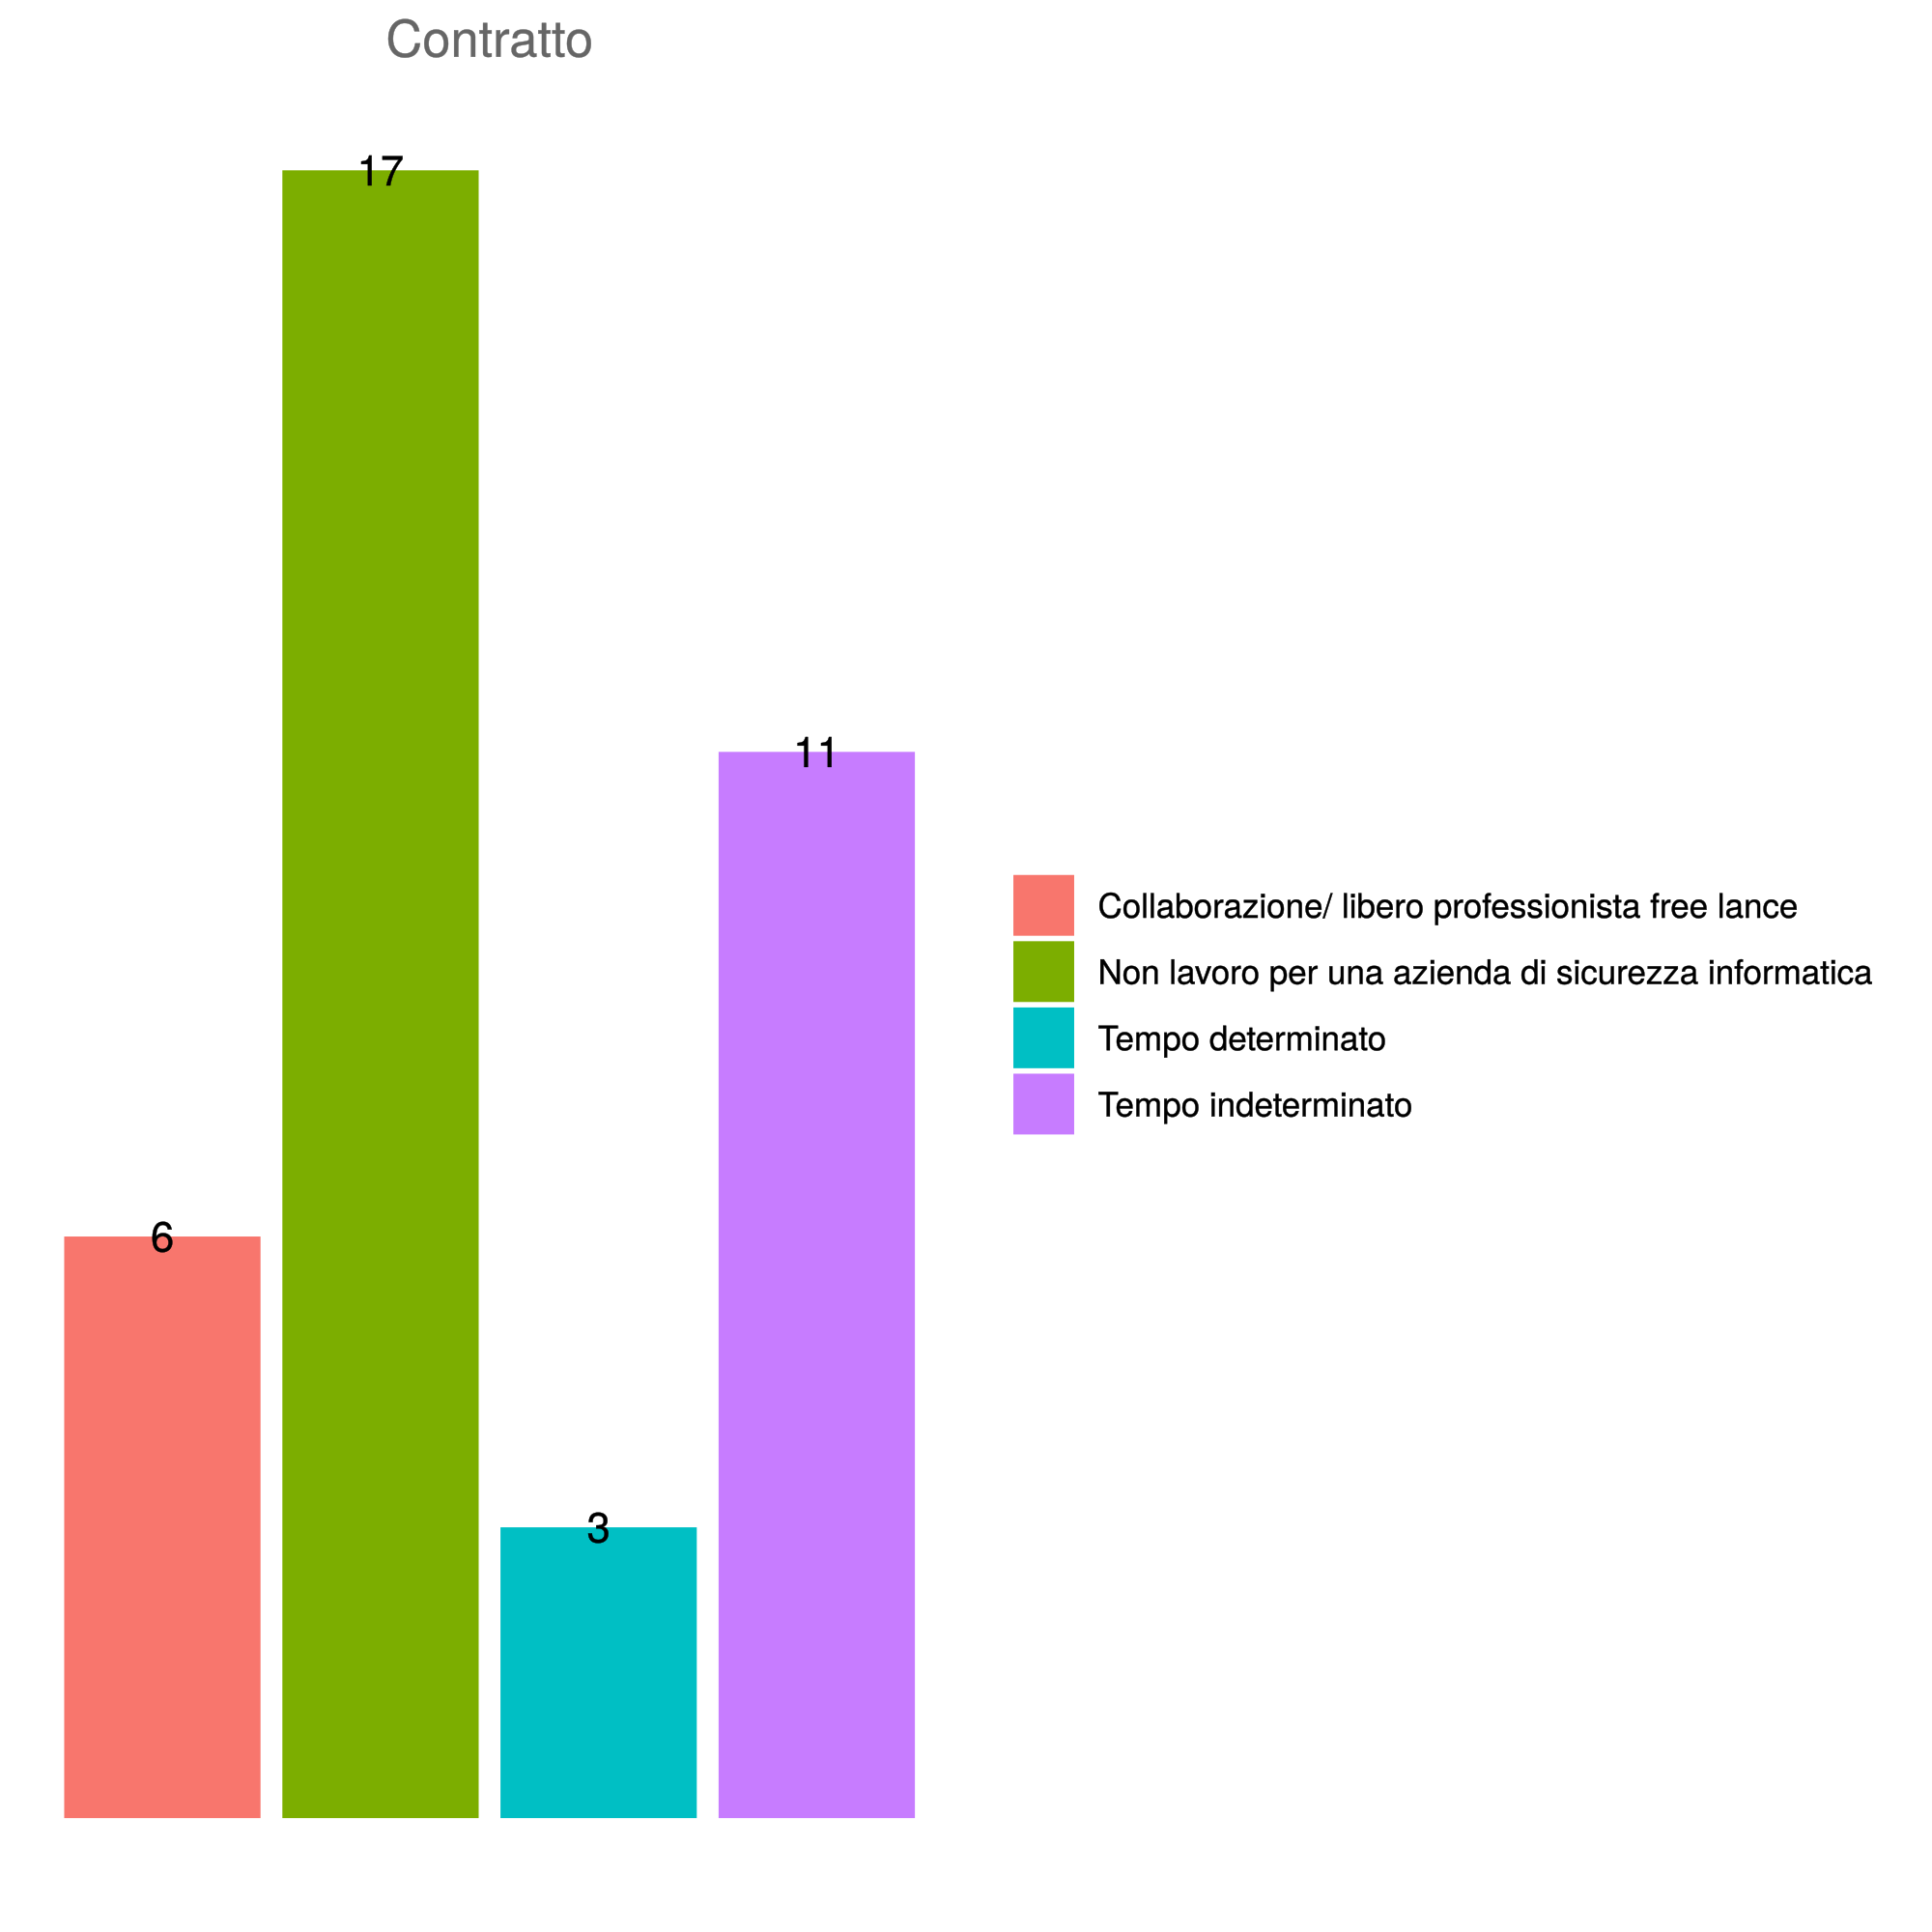 Contratto
17
11
6
3
Collaborazione/ libero professionista free lance
Non lavoro per una azienda di sicurezza informatica
Tempo determinato
Tempo indeterminato